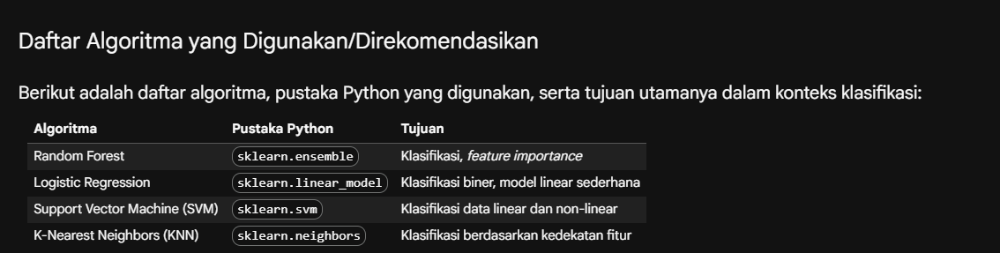 Daftar Algoritma yang Digunakan/Direkomendasikan
Berikut adalah daftar algoritma, pustaka Python yang digunakan, serta tujuan utamanya dalam konteks klasifikasi:
Algoritma Pustaka Python Tujuan
Random Forest sklearn.ensemble Klasifikasi, feature importance
Logistic Regression sklearn.linear_model Klasifikasi biner, model linear sederhana
Support Vector Machine (SVM) sklearn.svm Klasifikasi data linear dan non-linear
K-Nearest Neighbors (KNN) sklearn.neighbors Klasifikasi berdasarkan kedekatan fitur